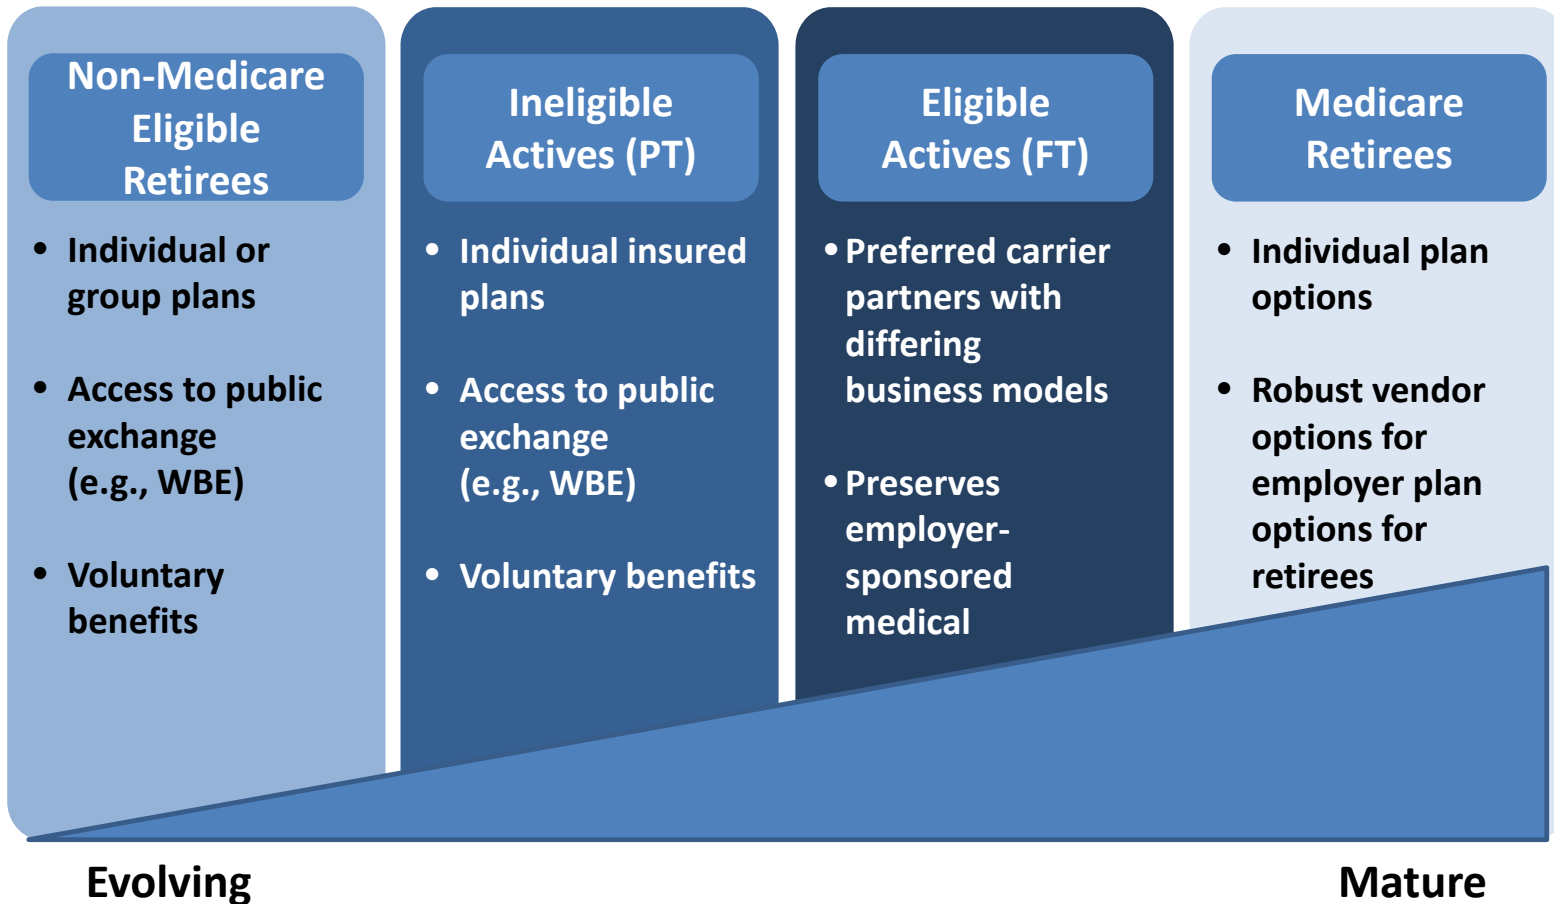 Non-Medicare
Eligible
Retirees
• Individual or
group plans
• Access to public
exchange
(e.g., WBE)
• Voluntary
benefits
Ineligible
Actives (PT)
• Individual insured
plans
• Access to public
exchange
(e.g., WBE)
• Voluntary benefits
Eligible
Actives (FT)
• Preferred carrier
partners with
differing
business models
• Preserves
employer-
sponsored
medical
Medicare
Retirees
• Individual plan
options
• Robust vendor
options for
employer plan
options for
retirees
Evolving
Mature